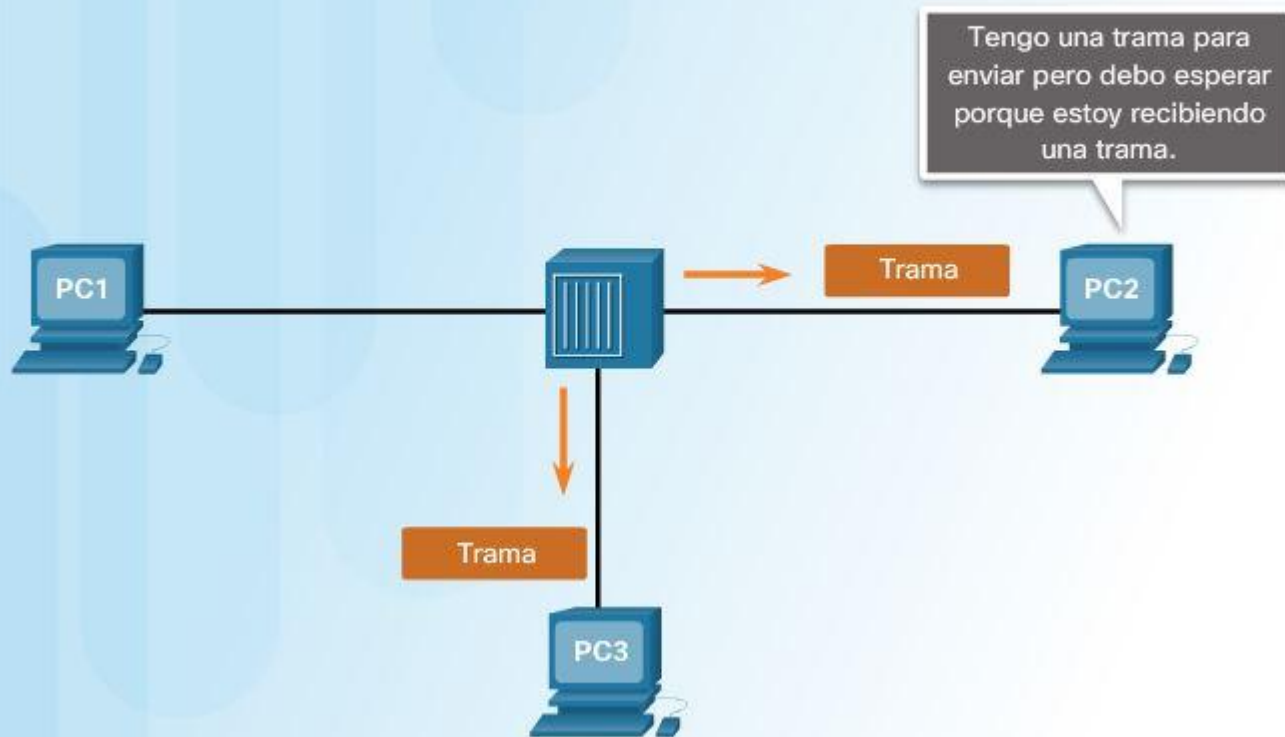 Tengo una trama para
enviar pero debo esperar
porque estoy recibiendo
una trama.
PC1
Trama
PC2
Trama
PC3